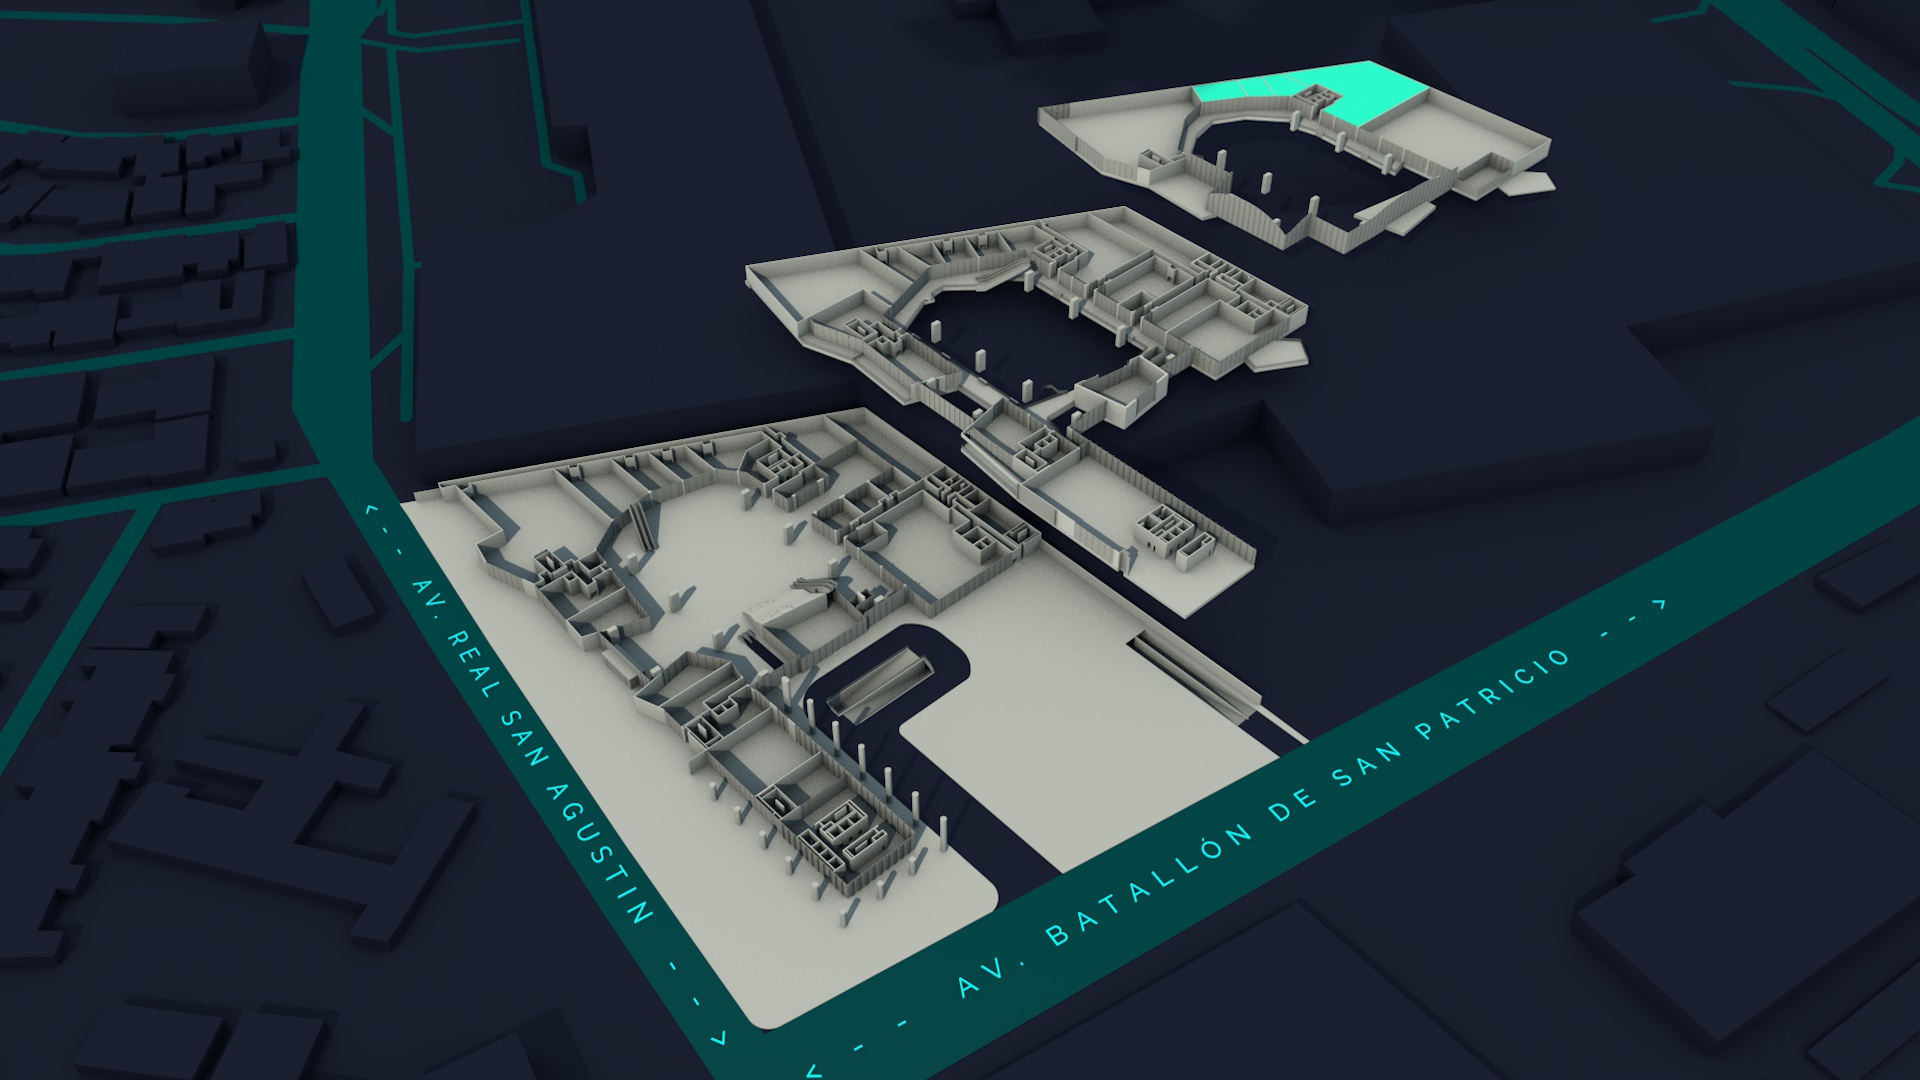 < - - AV. REAL SAN AGUSTIN - - >
< - - AV. BATALLÓN DE SAN PATRICIO - - >